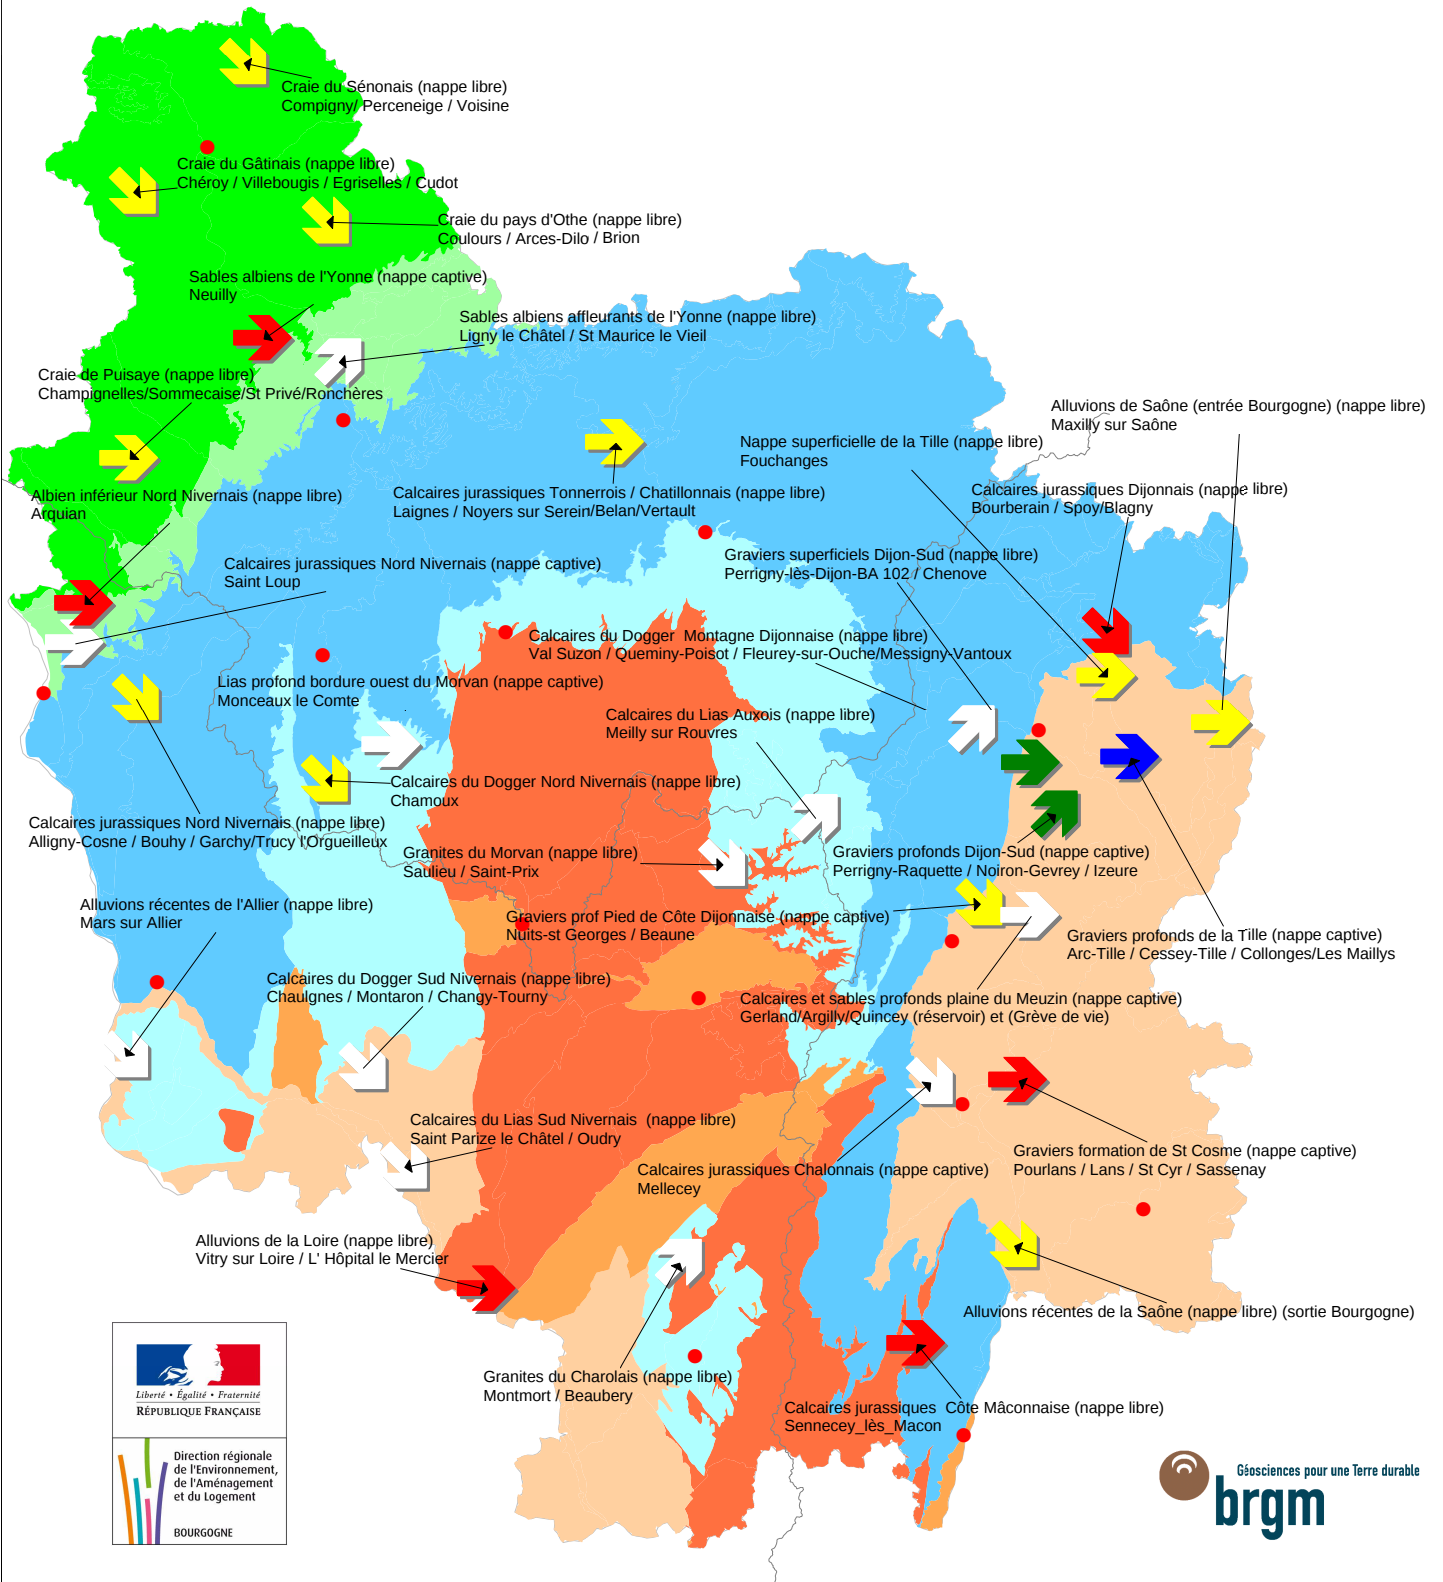 Craie du Sénonais (nappe libre)
Compigny/ Perceneige / Voisine
Craie du Gâtinais (nappe libre)
Chéroy / Villebougis / Egriselles / Cudot
Craie du pays d'Othe (nappe libre)
Coulours / Arces-Dilo / Brion
Sables albiens de l'Yonne (nappe captive)
Neuilly
Sables albiens affleurants de l'Yonne (nappe libre)
Ligny le Châtel / St Maurice le Vieil
Craie de Puisaye (nappe libre)
Champignelles/Sommecaise/St Privé/Ronchères
Alluvions de Saône (entrée Bourgogne) (nappe libre)
Maxilly sur Saône
Nappe superficielle de la Tille (nappe libre)
Fouchanges
Albien inférieur Nord Nivernais (nappe libre)
Arquian
Calcaires jurassiques Tonnerrois / Chatillonnais (nappe libre)
Laignes / Noyers sur Serein/Belan/Vertault
Calcaires jurassiques Dijonnais (nappe libre)
Bourberain / Spoy/Blagny
Calcaires jurassiques Nord Nivernais (nappe captive)
Saint Loup
Graviers superficiels Dijon-Sud (nappe libre)
Perrigny-lès-Dijon-BA 102 / Chenove
Calcaires du Dogger  Montagne Dijonnaise (nappe libre)
Val Suzon / Queminy-Poisot / Fleurey-sur-Ouche/Messigny-Vantoux
Lias profond bordure ouest du Morvan (nappe captive)
Monceaux le Comte
Calcaires du Lias Auxois (nappe libre)
Meilly sur Rouvres
Calcaires du Dogger Nord Nivernais (nappe libre)
Chamoux
Calcaires jurassiques Nord Nivernais (nappe libre)
Alligny-Cosne / Bouhy / Garchy/Trucy l'Orgueilleux
Granites du Morvan (nappe libre)
Saulieu / Saint-Prix
Graviers profonds Dijon-Sud (nappe captive)
Perrigny-Raquette / Noiron-Gevrey / Izeure
Alluvions récentes de l'Allier (nappe libre)
Mars sur Allier
Graviers prof Pied de Côte Dijonnaise (nappe captive)
Nuits-st Georges / Beaune
Graviers profonds de la Tille (nappe captive)
Arc-Tille / Cessey-Tille / Collonges/Les Maillys
Calcaires du Dogger Sud Nivernais (nappe libre)
Chaulgnes / Montaron / Changy-Tourny
Calcaires et sables profonds plaine du Meuzin (nappe captive)
Gerland/Argilly/Quincey (réservoir) et (Grève de vie)
Calcaires du Lias Sud Nivernais  (nappe libre)
Saint Parize le Châtel / Oudry
Calcaires jurassiques Chalonnais (nappe captive)
Mellecey
Graviers formation de St Cosme (nappe captive)
Pourlans / Lans / St Cyr / Sassenay
Alluvions de la Loire (nappe libre)
Vitry sur Loire / L' Hôpital le Mercier
Alluvions récentes de la Saône (nappe libre) (sortie Bourgogne)
Granites du Charolais (nappe libre)
Montmort / Beaubery
Calcaires jurassiques  Côte Mâconnaise (nappe libre)
Sennecey_lès_Macon
Liberté • Égalité • Fraternité
RÉPUBLIQUE FRANÇAISE
Direction régionale
de l'Environnement,
de l'Aménagement
et du Logement
BOURGOGNE
Géosciences pour une Terre durable
brgm